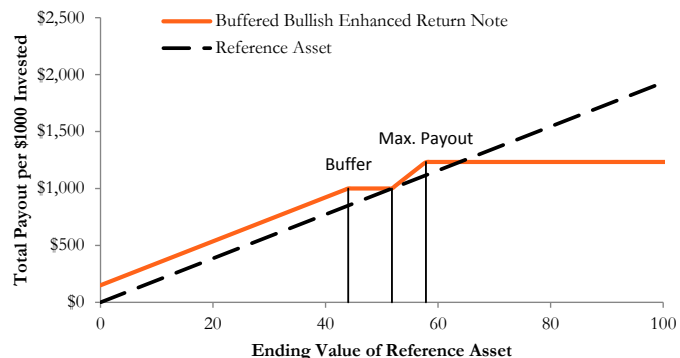 $2,500
$2,000
$1,500
$1,000
$500
$0
Total Payout per $1000 Invested
Buffered Bullish Enhanced Return Note
Reference Asset
Max. Payout
Buffer
0 20 40 60 80 100
Ending Value of Reference Asset